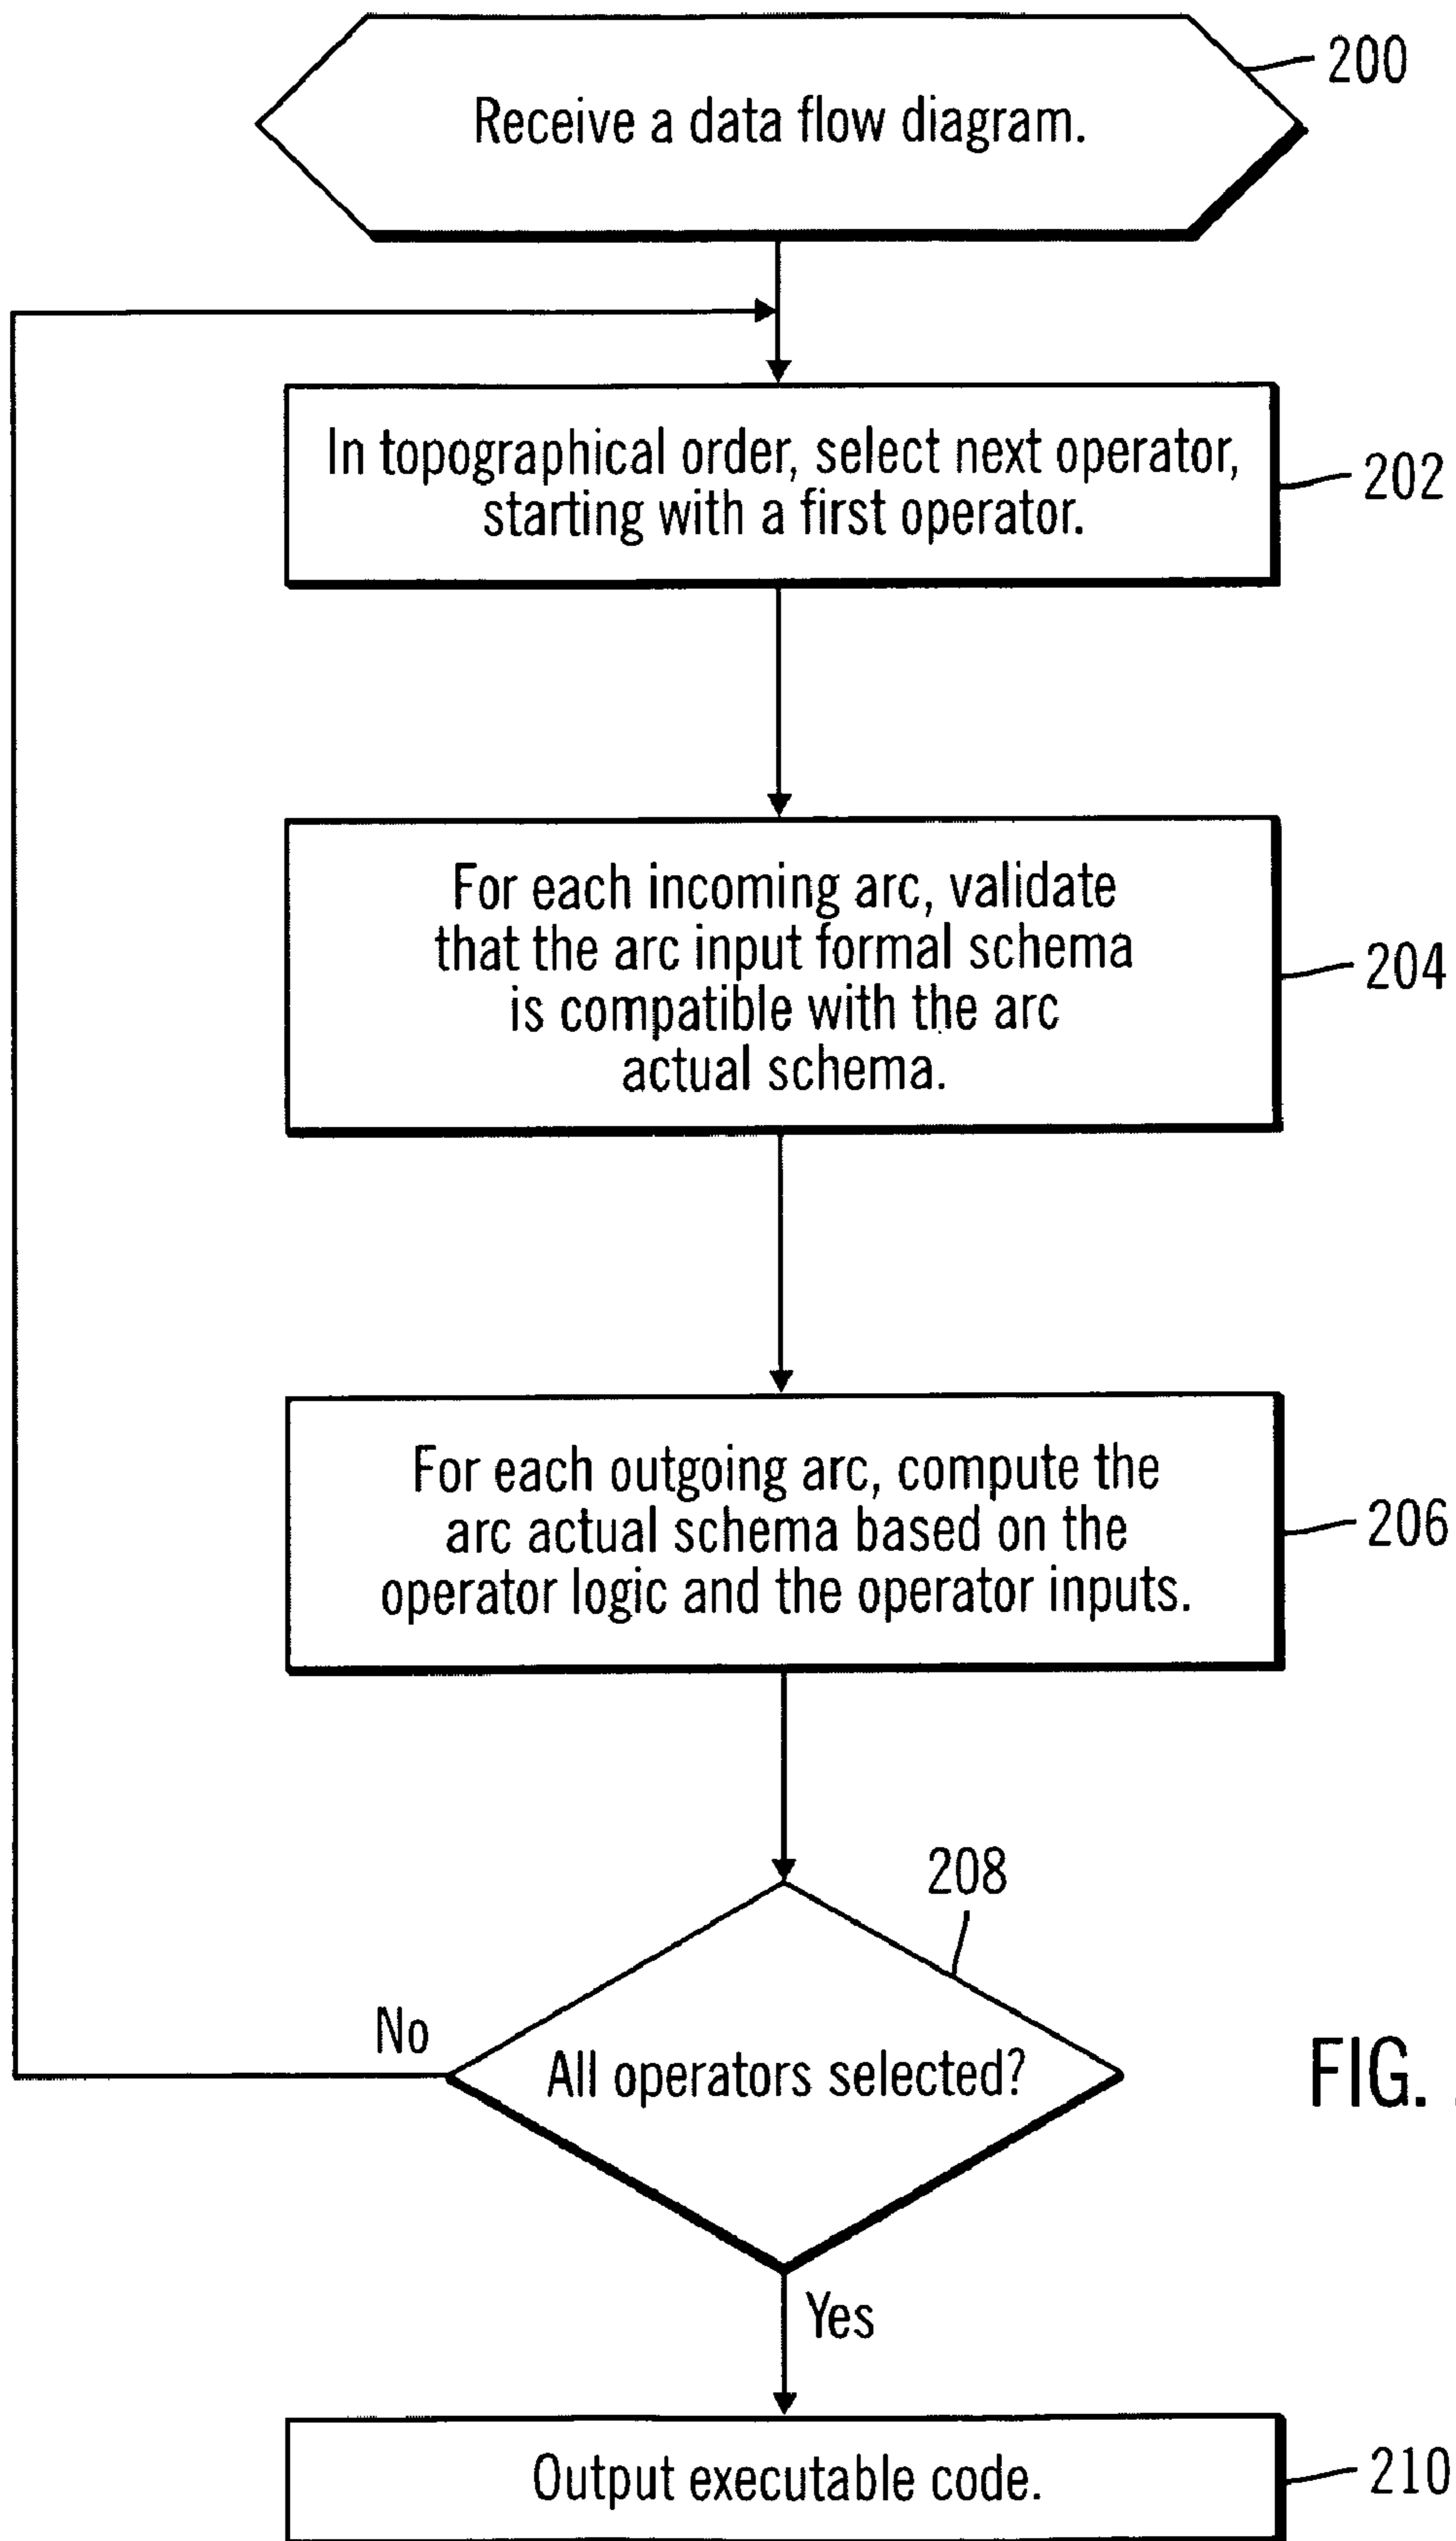 200
Receive a data flow diagram.
In topographical order, select next operator,
starting with a first operator.
202
For each incoming arc, validate
that the arc input formal schema
is compatible with the arc
actual schema.
204
For each outgoing arc, compute the
arc actual schema based on the
operator logic and the operator inputs.
206
208
No
All operators selected?
FIG.
Yes
Output executable code.
210